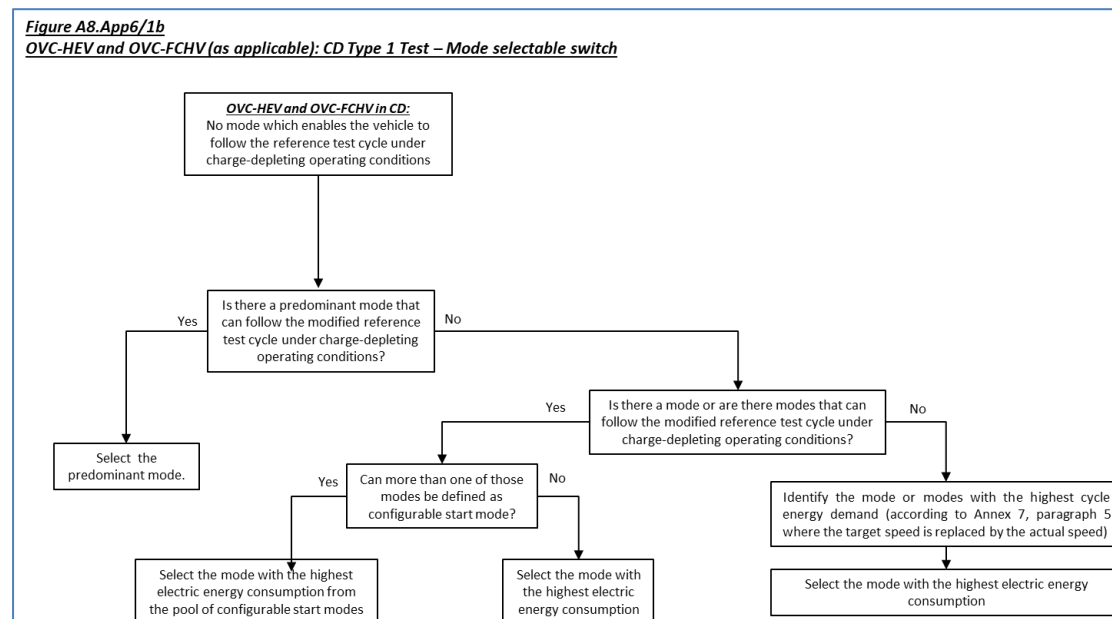 Figure A8.App6/1b
OVC-HEV and OVC-FCHV (as applicable): CD Type 1 Test – Mode selectable switch
OVC-HEV and OVC-FCHV in CD:
No mode which enables the vehicle to
follow the reference test cycle under
charge-depleting operating conditions
Is there a predominant mode that
can follow the modified reference
test cycle under charge-depleting
operating conditions?
Yes
No
Select the
predominant mode.
Is there a mode or are there modes that can
follow the modified reference test cycle under
charge-depleting operating conditions?
Yes
No
Can more than one of those
modes be defined as
configurable start mode?
Yes
No
Identify the mode or modes with the highest cycle
energy demand (according to Annex 7, paragraph 5
where the target speed is replaced by the actual speed)
Select the mode with the highest
electric energy consumption from
the pool of configurable start modes
Select the mode with
the highest electric
energy consumption
Select the mode with the highest electric energy
consumption